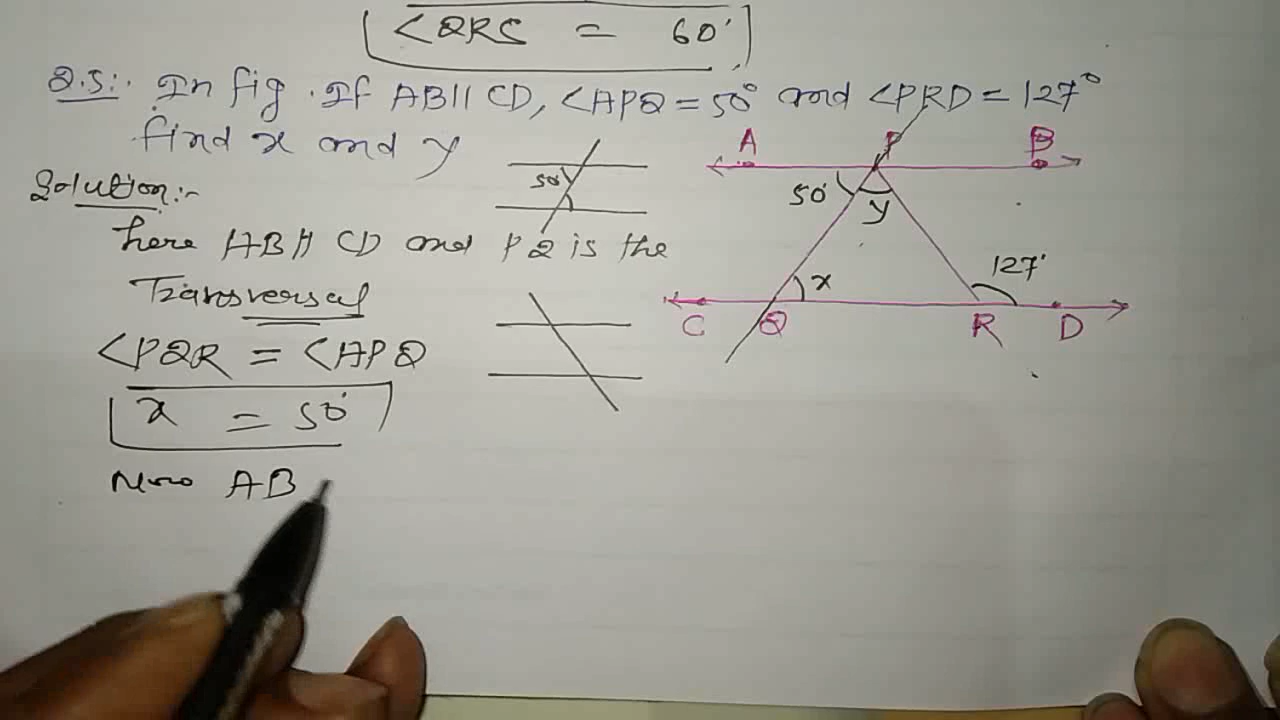 <QRS = 60°
Q.5:- In fig. If AB || CD, <APQ = 50° and <PRD = 127°
find x and y
Solution:-
here AB || CD and PQ is the
Transversal
<PQR = <APQ
x = 50°
Now AB
50°
A P B
50° y
x 127°
C Q R D